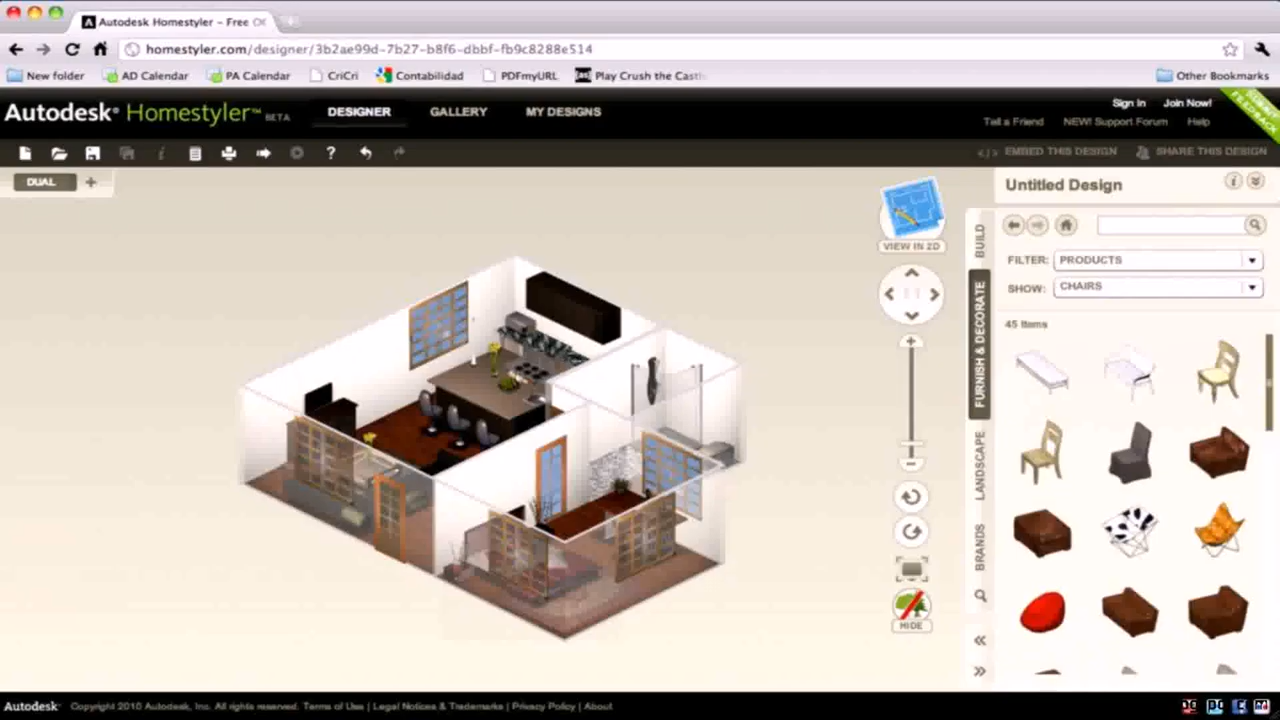 Autodesk Homestyler – Free
homestyler.com/designer/3b2ae99d-7b27-b8f6-dbbf-fb9c8288e514
New folder AD Calendar PA Calendar CriCri Contabilidad PDFmyURL Play Crush the Castl Other Bookmarks
Autodesk® Homestyler™ BETA DESIGNER GALLERY MY DESIGNS
Sign In Join Now!
Tell a Friend NEW! Support Forum Help
FEEDBACK
? EMBED THIS DESIGN SHARE THIS DESIGN
DUAL +
Untitled Design
VIEW IN 2D
BUILD
FURNISH & DECORATE
LANDSCAPE
BRANDS
FILTER: PRODUCTS
SHOW: CHAIRS
45 Items
HIDE
Autodesk® Copyright 2010 Autodesk, Inc. All rights reserved. Terms of Use | Legal Notices & Trademarks | Privacy Policy | About